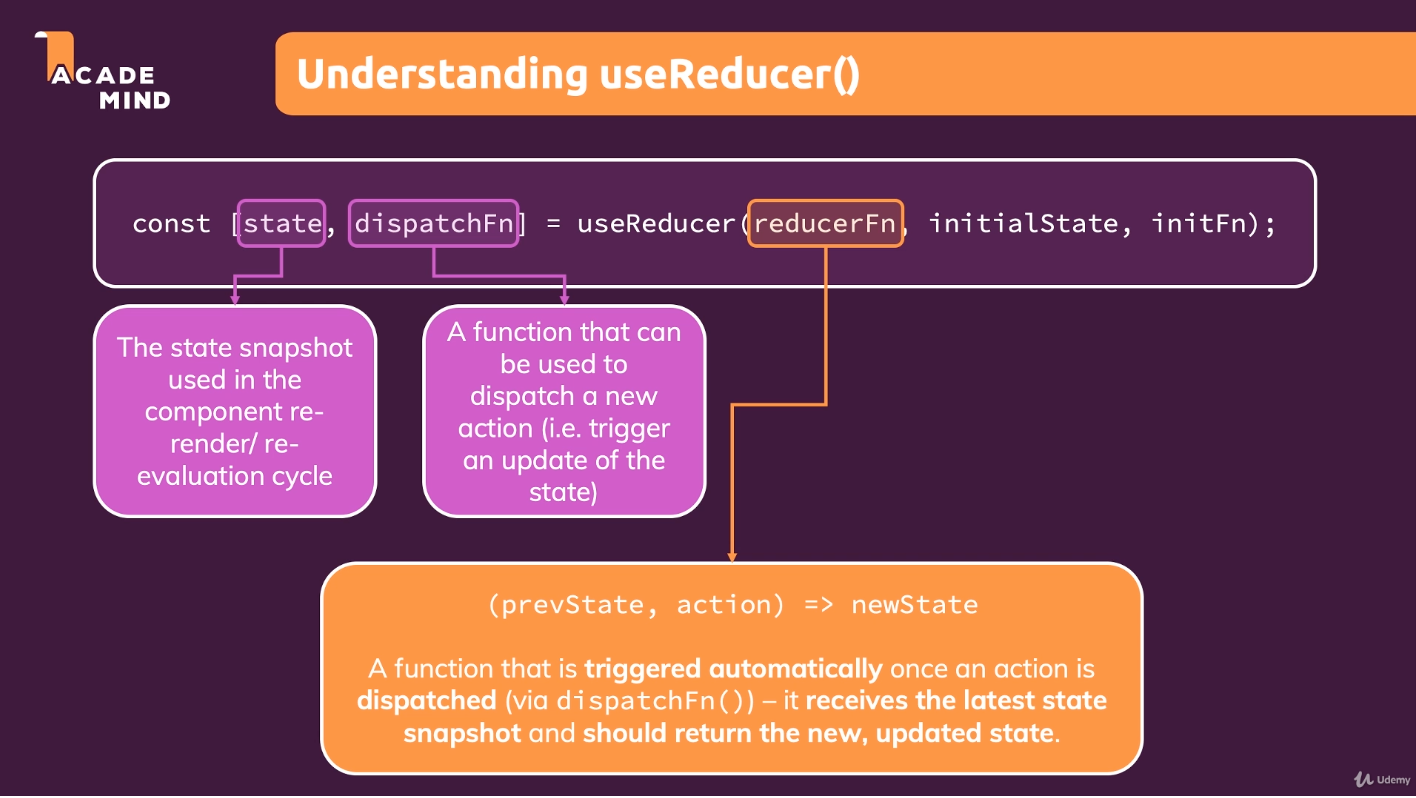 ACADE
MIND
Understanding useReducer()
const [state, dispatchFn] = useReducer(reducerFn, initialState, initFn);
The state snapshot
used in the
component re-
render/ re-
evaluation cycle
A function that can
be used to
dispatch a new
action (i.e. trigger
an update of the
state)
(prevState, action) => newState
A function that is triggered automatically once an action is
dispatched (via dispatchFn()) – it receives the latest state
snapshot and should return the new, updated state.
Udemy